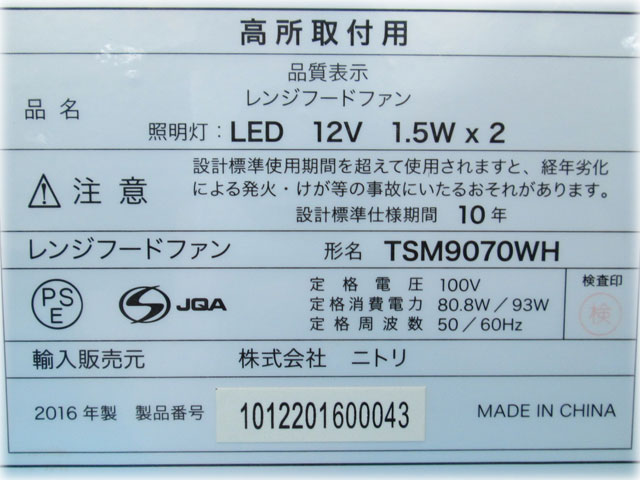 高所取付用
品質表示
品名 レンジフードファン
照明灯：LED 12V 1.5W x 2
注意 設計標準使用期間を超えて使用されますと、経年劣化
による発火・けが等の事故にいたるおそれがあります。
設計標準仕様期間 10年
レンジフードファン 形名 TSM9070WH
PSE JQA
定格電圧 100V
定格消費電力 80.8W／93W
定格周波数 50／60Hz
検査印
検
輸入販売元 株式会社 ニトリ
2016年製 製品番号 1012201600043 MADE IN CHINA